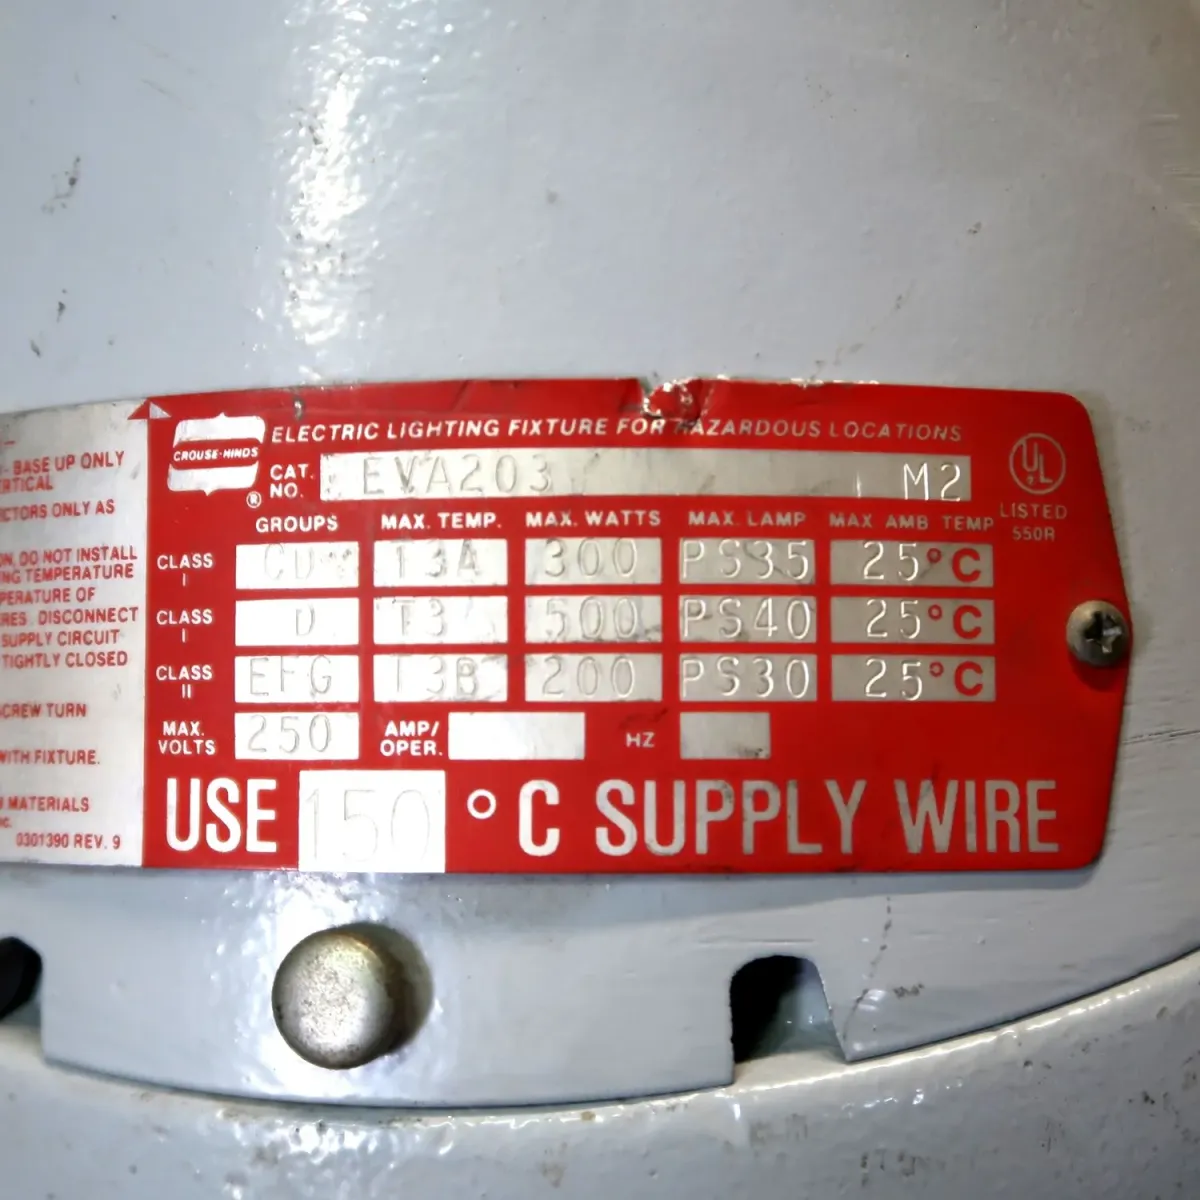 - BASE UP ONLY
RTICAL
CTORS ONLY AS
ON, DO NOT INSTALL
NG TEMPERATURE
PERATURE OF
RES. DISCONNECT
SUPPLY CIRCUIT
TIGHTLY CLOSED
SCREW TURN
WITH FIXTURE.
MATERIALS
0301390 REV. 9
CROUSE-HINDS
®
ELECTRIC LIGHTING FIXTURE FOR HAZARDOUS LOCATIONS
CAT. NO. EVA203 M2
UL
LISTED
550R
GROUPS MAX. TEMP. MAX. WATTS MAX. LAMP MAX AMB TEMP
CLASS I CD T3A 300 PS35 25°C
CLASS I D T3 500 PS40 25°C
CLASS II EFG T3B 200 PS30 25°C
MAX. VOLTS 250 AMP/OPER. HZ
USE 150 °C SUPPLY WIRE